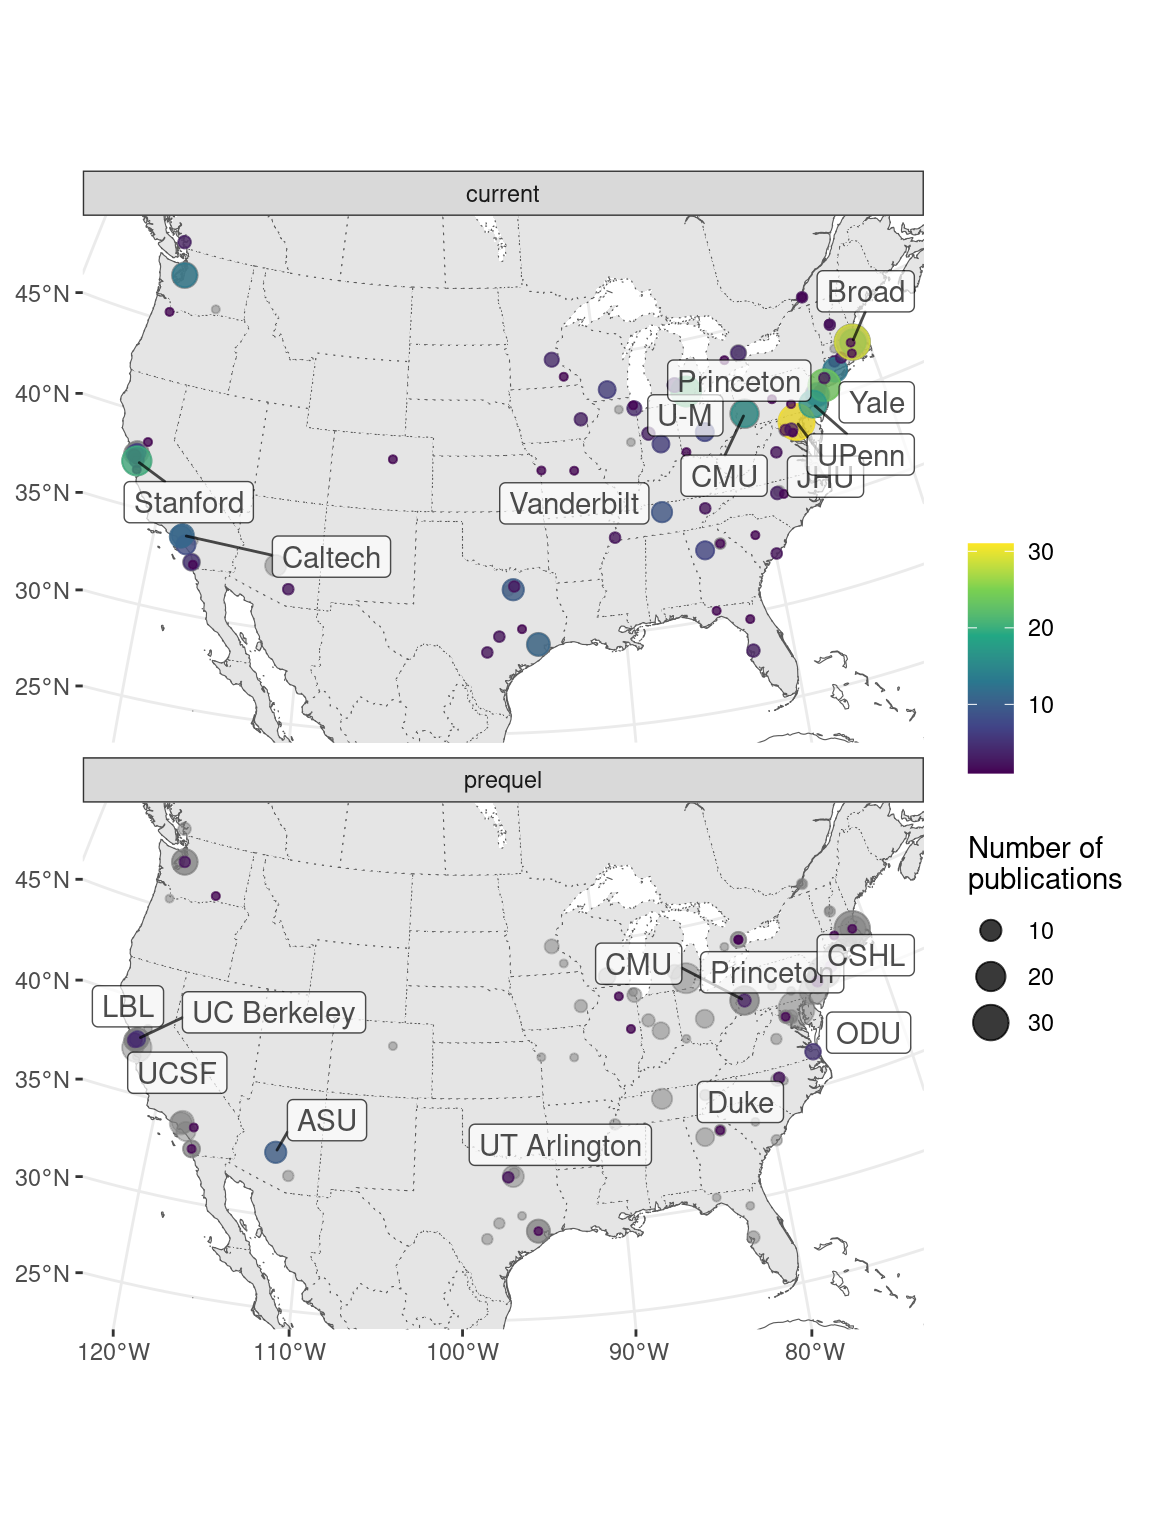 current
45°N
40°N
35°N
30°N
25°N
Broad
Princeton
Yale
U-M
UPenn
CMU
JHU
Stanford
Vanderbilt
Caltech
30
20
10
prequel
45°N
40°N
35°N
30°N
25°N
CSHL
CMU
Princeton
LBL
UC Berkeley
ODU
UCSF
Duke
ASU
UT Arlington
120°W
110°W
100°W
90°W
80°W
Number of
publications
10
20
30